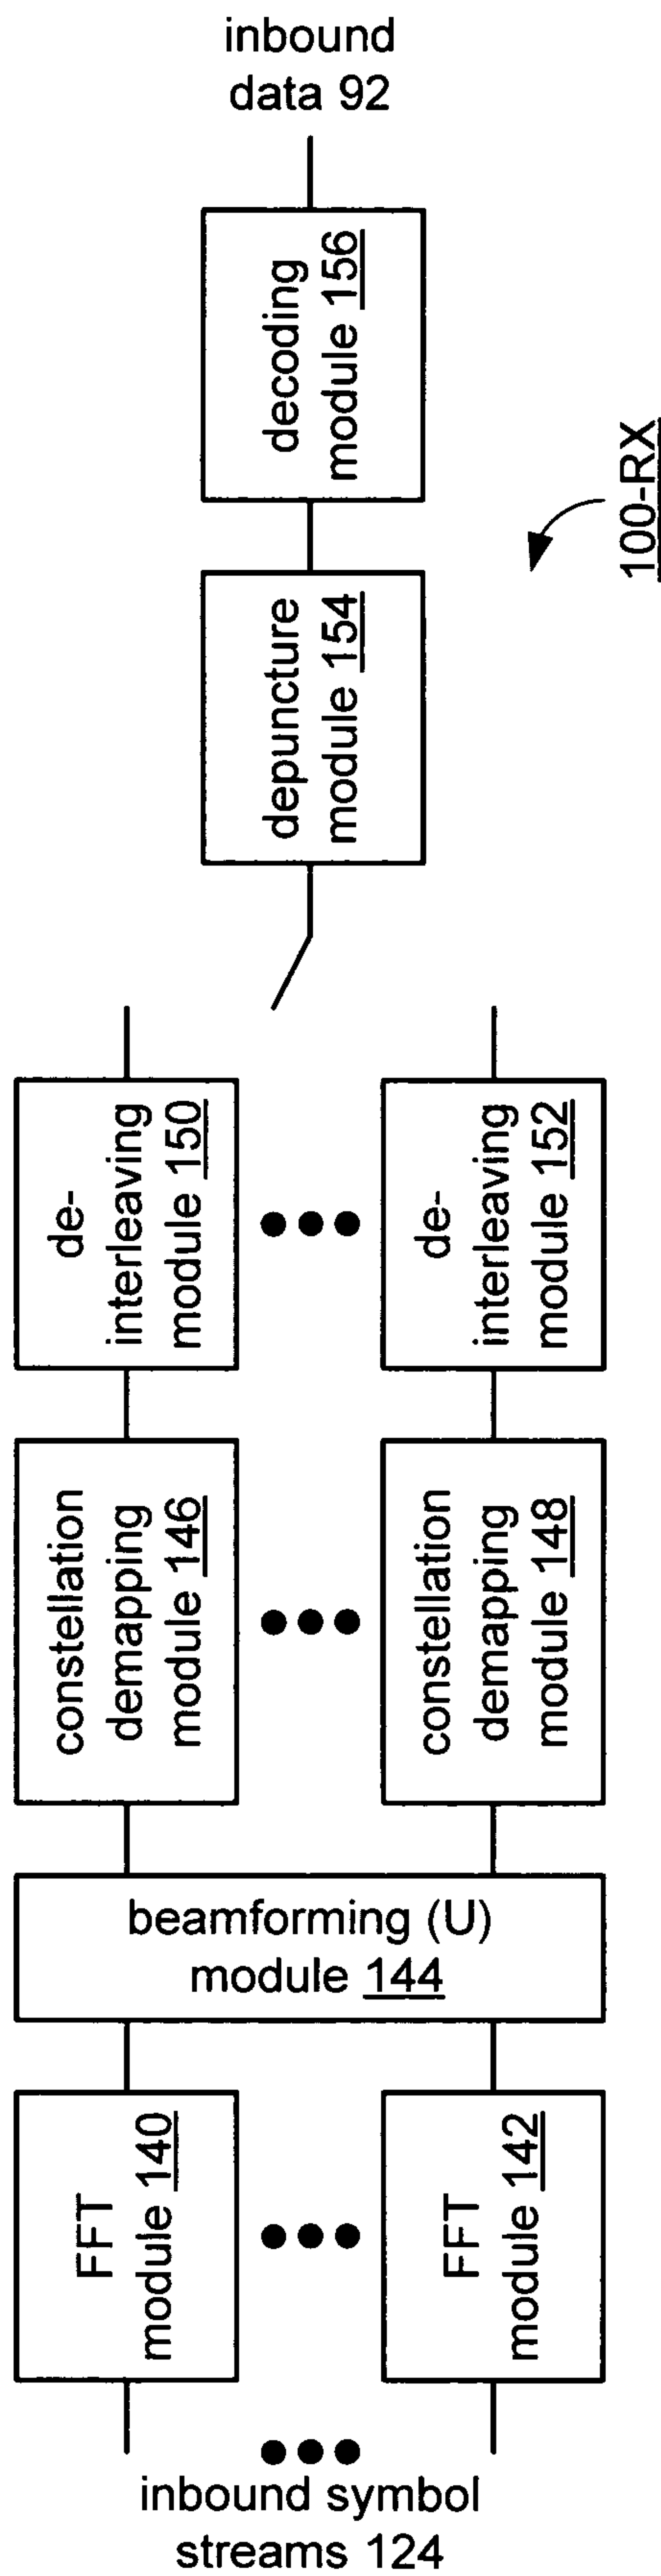 inbound
data 92
decoding
module 156
depuncture
module 154
100-RX
de-
interleaving
module 150
de-
interleaving
module 152
constellation
demapping
module 146
constellation
demapping
module 148
beamforming (U)
module 144
FFT
module 140
FFT
module 142
inbound symbol
streams 124